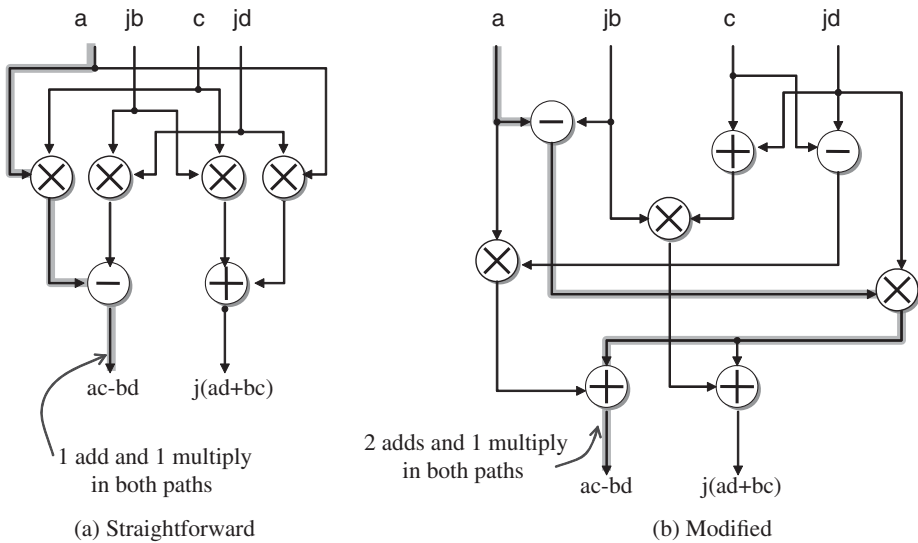 a jb c jd
ac-bd j(ad+bc)
1 add and 1 multiply
in both paths
(a) Straightforward
a jb c jd
2 adds and 1 multiply
in both paths
ac-bd j(ad+bc)
(b) Modified